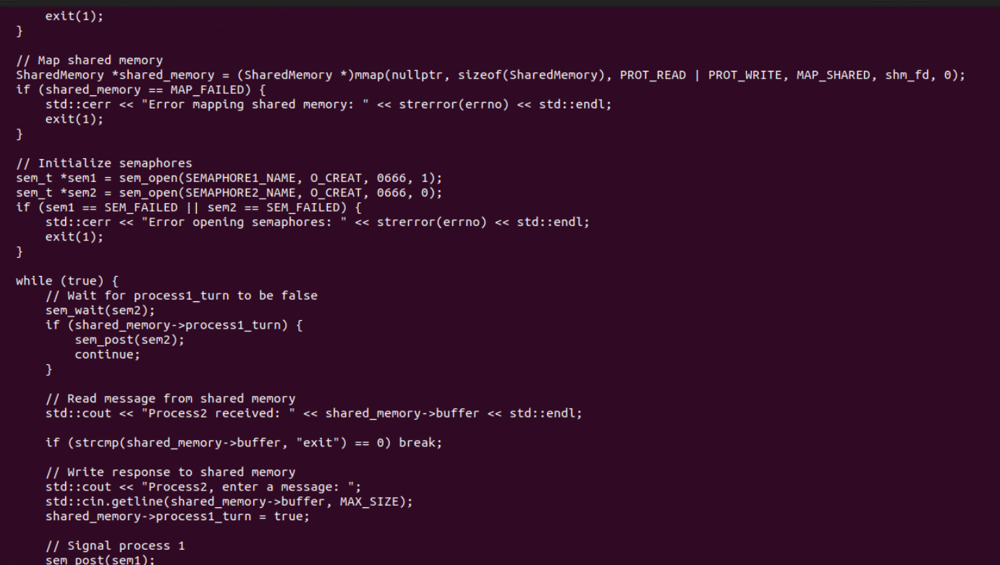 exit(1);
}

// Map shared memory
SharedMemory *shared_memory = (SharedMemory *)mmap(nullptr, sizeof(SharedMemory), PROT_READ | PROT_WRITE, MAP_SHARED, shm_fd, 0);
if (shared_memory == MAP_FAILED) {
    std::cerr << "Error mapping shared memory: " << strerror(errno) << std::endl;
    exit(1);
}

// Initialize semaphores
sem_t *sem1 = sem_open(SEMAPHORE1_NAME, O_CREAT, 0666, 1);
sem_t *sem2 = sem_open(SEMAPHORE2_NAME, O_CREAT, 0666, 0);
if (sem1 == SEM_FAILED || sem2 == SEM_FAILED) {
    std::cerr << "Error opening semaphores: " << strerror(errno) << std::endl;
    exit(1);
}

while (true) {
    // Wait for process1_turn to be false
    sem_wait(sem2);
    if (shared_memory->process1_turn) {
        sem_post(sem2);
        continue;
    }

    // Read message from shared memory
    std::cout << "Process2 received: " << shared_memory->buffer << std::endl;

    if (strcmp(shared_memory->buffer, "exit") == 0) break;

    // Write response to shared memory
    std::cout << "Process2, enter a message: ";
    std::cin.getline(shared_memory->buffer, MAX_SIZE);
    shared_memory->process1_turn = true;

    // Signal process 1
    sem_post(sem1);